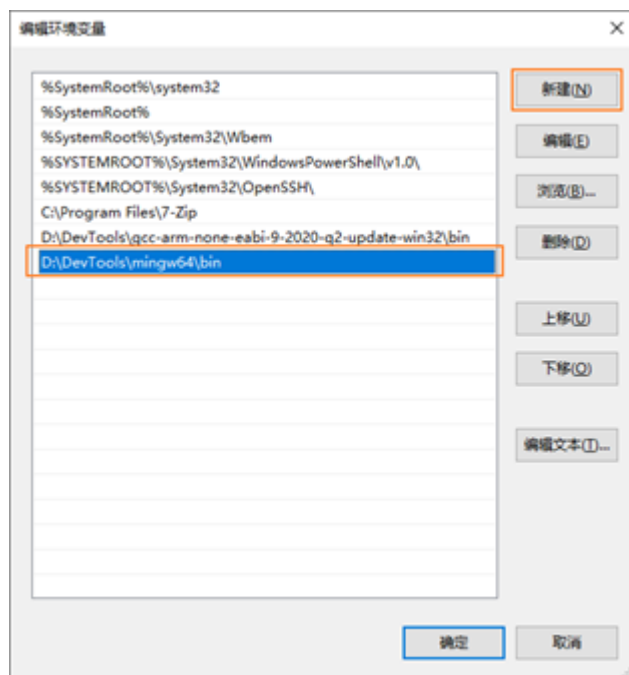 编辑环境变量
%SystemRoot%\system32
%SystemRoot%
%SystemRoot%\System32\Wbem
%SYSTEMROOT%\System32\WindowsPowerShell\v1.0\
%SYSTEMROOT%\System32\OpenSSH\
C:\Program Files\7-Zip
D:\DevTools\gcc-arm-none-eabi-9-2020-q2-update-win32\bin
D:\DevTools\mingw64\bin
新建(N)
编辑(E)
浏览(B)...
删除(D)
上移(U)
下移(O)
编辑文本(T)...
确定
取消